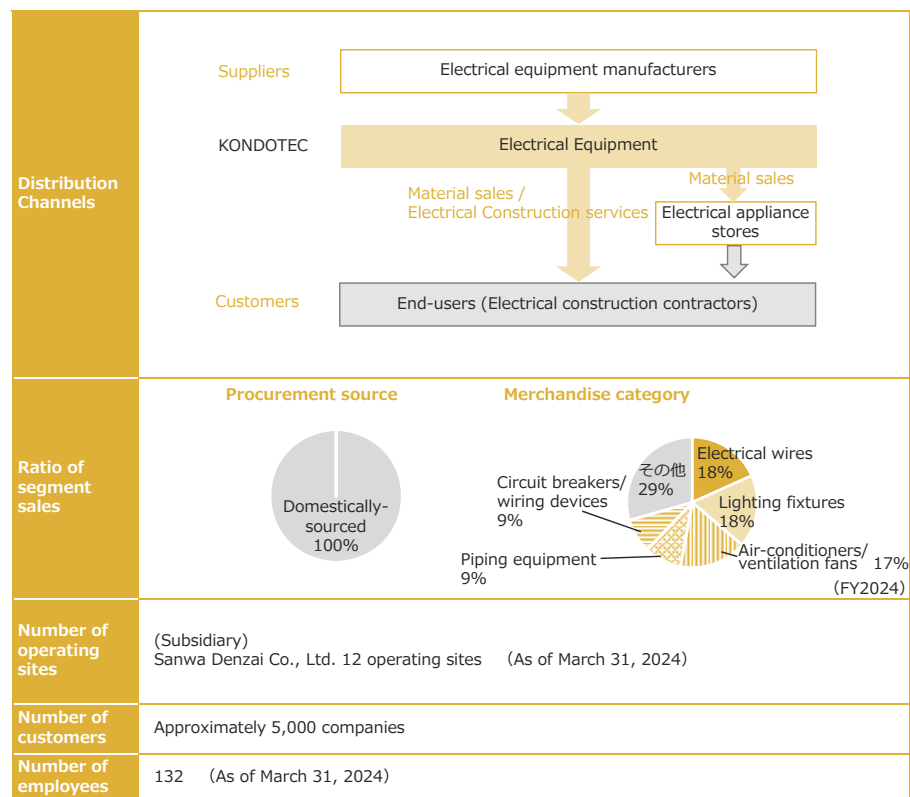 Distribution
Channels
Suppliers
Electrical equipment manufacturers
KONDOTEC
Electrical Equipment
Material sales /
Electrical Construction services
Material sales
Electrical appliance
stores
Customers
End-users (Electrical construction contractors)
Ratio of
segment
sales
Procurement source
Domestically-
sourced
100%
Merchandise category
Electrical wires
18%
Lighting fixtures
18%
Air-conditioners/
ventilation fans 17%
Piping equipment
9%
Circuit breakers/
wiring devices
9%
その他
29%
（FY2024）
Number of
operating
sites
(Subsidiary)
Sanwa Denzai Co., Ltd. 12 operating sites （As of March 31, 2024）
Number of
customers
Approximately 5,000 companies
Number of
employees
132 （As of March 31, 2024）